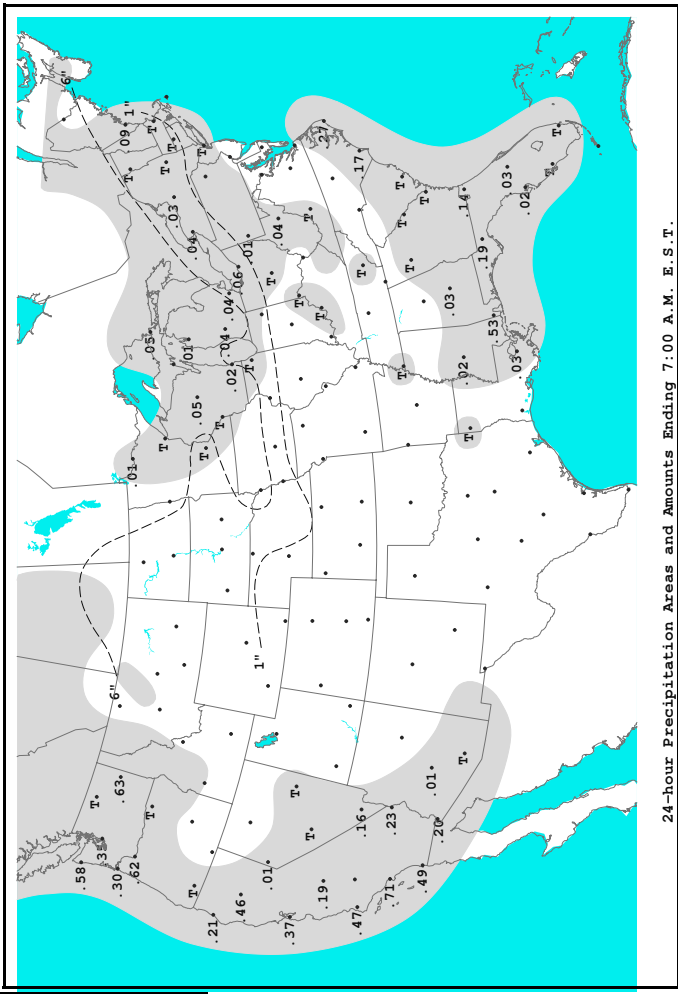 6"
.58
T
6"
.30
.63
.09
1"
T
.01
.62
T
.05
T
T
T
T
.03
.01
.04
T
.05
T
T
.21
T
.04
.04
.02
.06
.46
.01
T
1"
.01
T
.04
.37
T
T
T
T
T
.19
.27
.47
.17
.16
T
.71
.23
T
T
T
T
.49
T
.01
.20
.03
.02
.14
T
T
.19
.53
.03
.03
.02
T
T
24-hour Precipitation Areas and Amounts Ending 7:00 A.M. E.S.T.